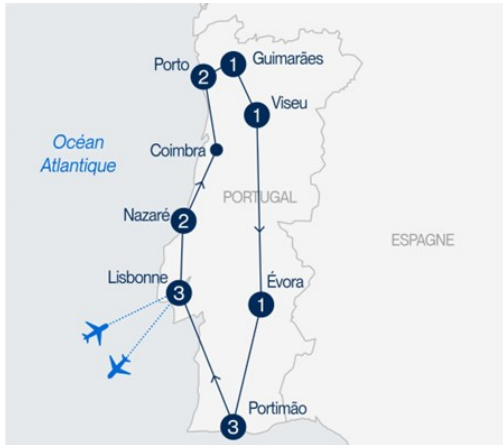 Porto
2
1
Guimarães
1
Viseu
Océan
Atlantique
Coimbra
PORTUGAL
Nazaré
2
ESPAGNE
Lisbonne
3
Évora
1
Portimão
3